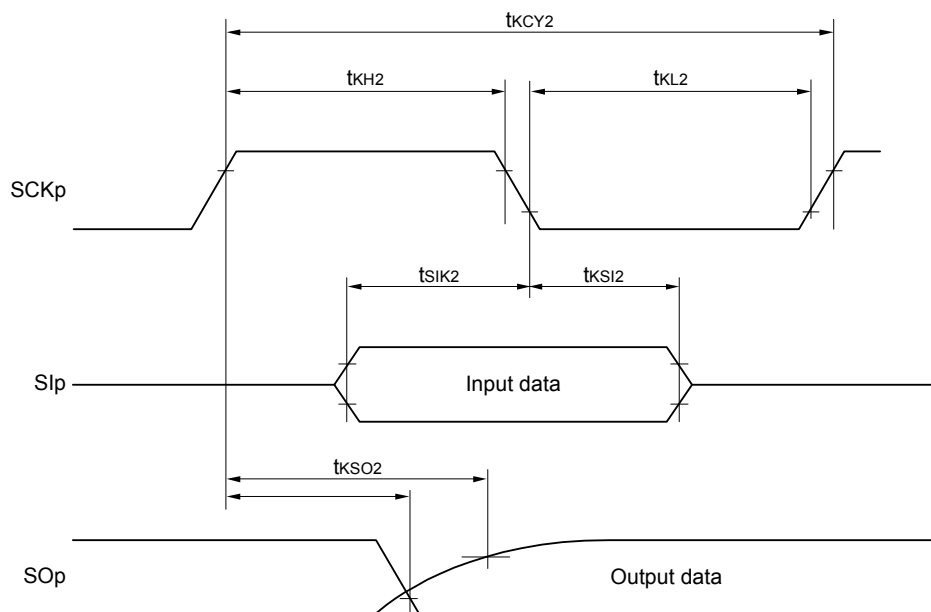 tKCY2
tKH2
tKL2
SCKp
tSIK2
tKSI2
SIp
Input data
tKSO2
SOp
Output data